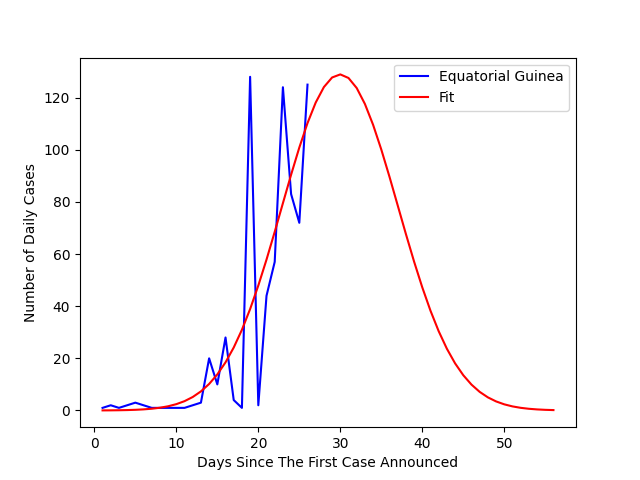 Equatorial Guinea
Fit
Number of Daily Cases
120
100
80
60
40
20
0
0 10 20 30 40 50
Days Since The First Case Announced